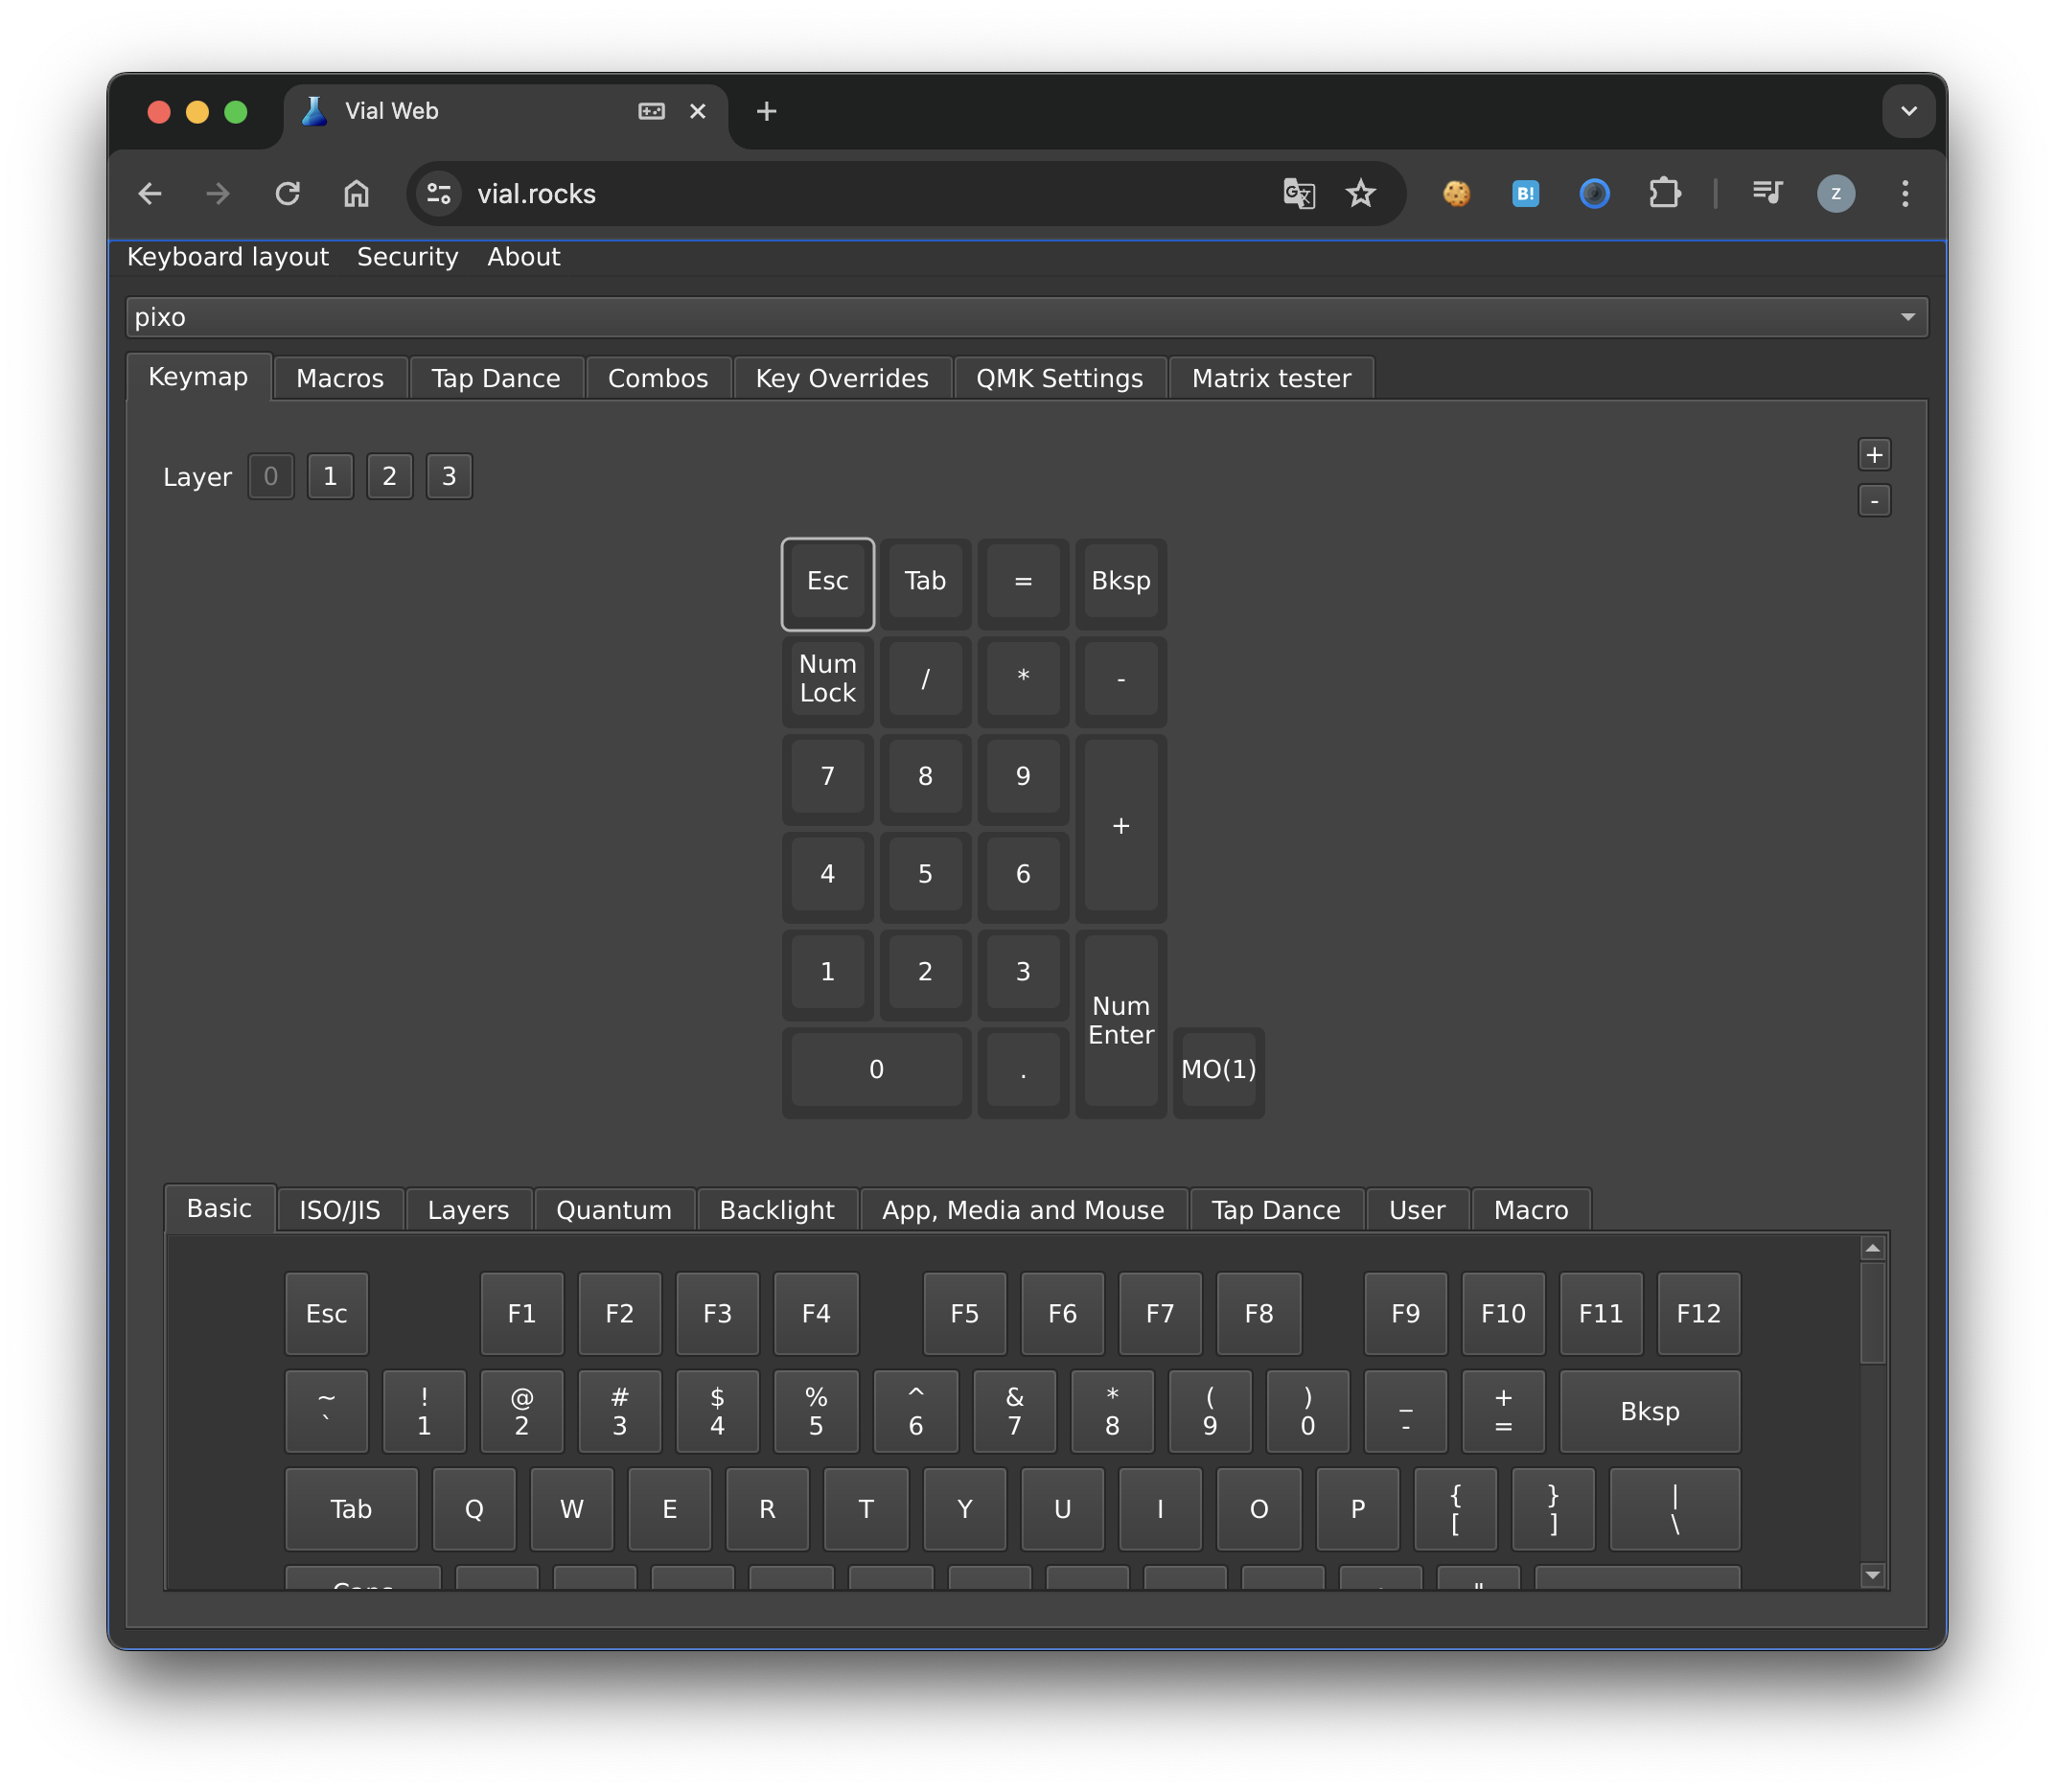 Vial Web
vial.rocks
B!
z
Keyboard layout Security About
pixo
Keymap Macros Tap Dance Combos Key Overrides QMK Settings Matrix tester
Layer 0 1 2 3
+
-
Esc Tab = Bksp
Num Lock / * -
7 8 9
+
4 5 6
1 2 3
Num Enter
0 . MO(1)
Basic ISO/JIS Layers Quantum Backlight App, Media and Mouse Tap Dance User Macro
Esc F1 F2 F3 F4 F5 F6 F7 F8 F9 F10 F11 F12
~ ! @ # $ % ^ & * ( ) _ +
` 1 2 3 4 5 6 7 8 9 0 - = Bksp
Tab Q W E R T Y U I O P { [ } ] | \